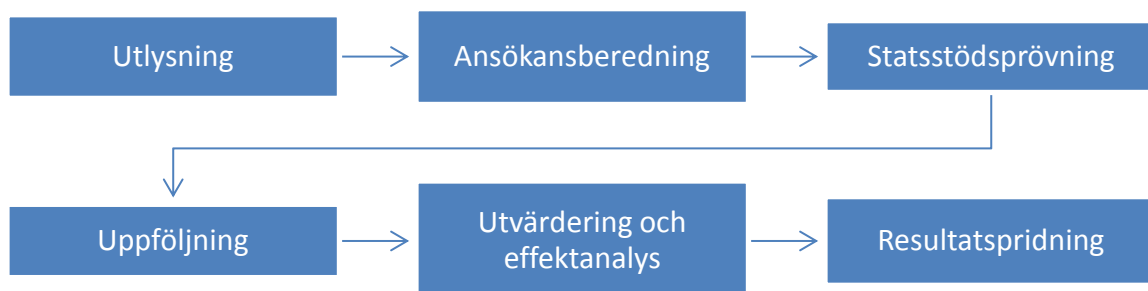 Utlysning
Ansökansberedning
Statsstödsprövning
Uppföljning
Utvärdering och
effektanalys
Resultatspridning